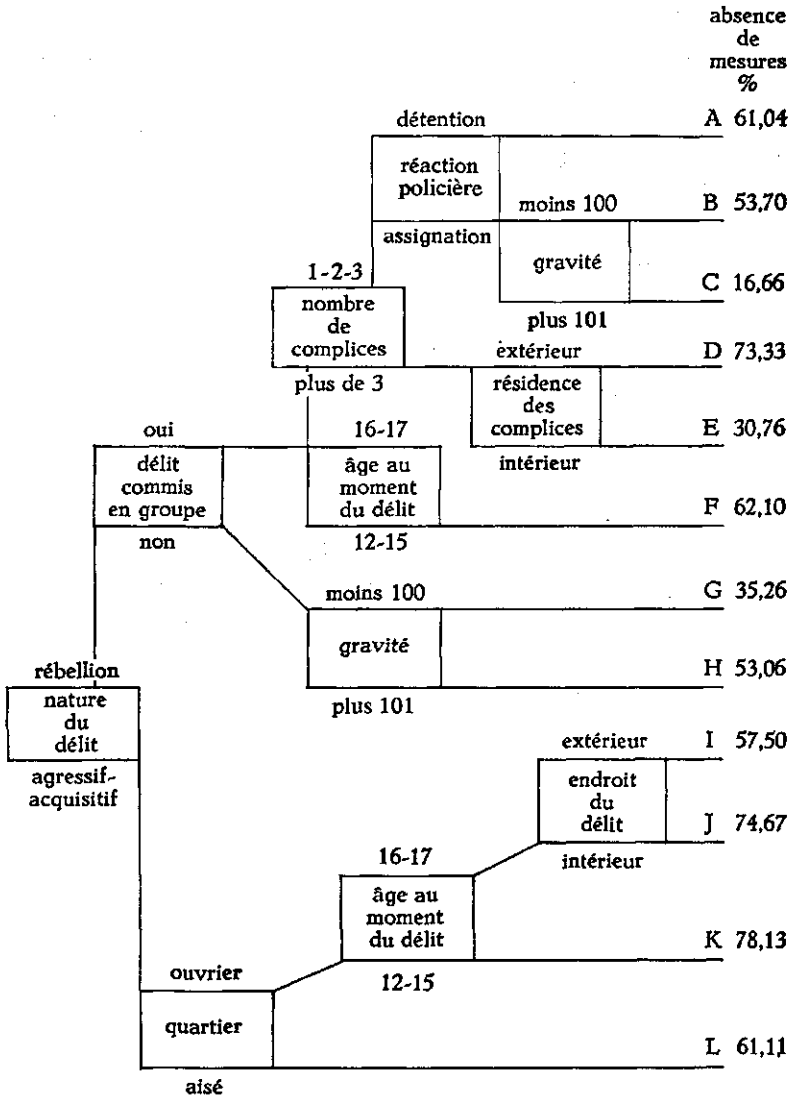 absence
de
mesures
%
détention
A 61,04
réaction
policière
moins 100
B 53,70
assignation
1-2-3
gravité
C 16,66
nombre
de
complices
plus 101
extérieur
D 73,33
plus de 3
résidence
des
complices
oui
16-17
E 30,76
intérieur
délit
commis
en groupe
âge au
moment
du délit
F 62,10
non
12-15
moins 100
G 35,26
gravité
rébellion
H 53,06
plus 101
nature
du
délit
extérieur
I 57,50
agressif-
acquisitif
endroit
du
délit
J 74,67
16-17
intérieur
âge au
moment
du délit
K 78,13
ouvrier
12-15
quartier
L 61,11
aisé